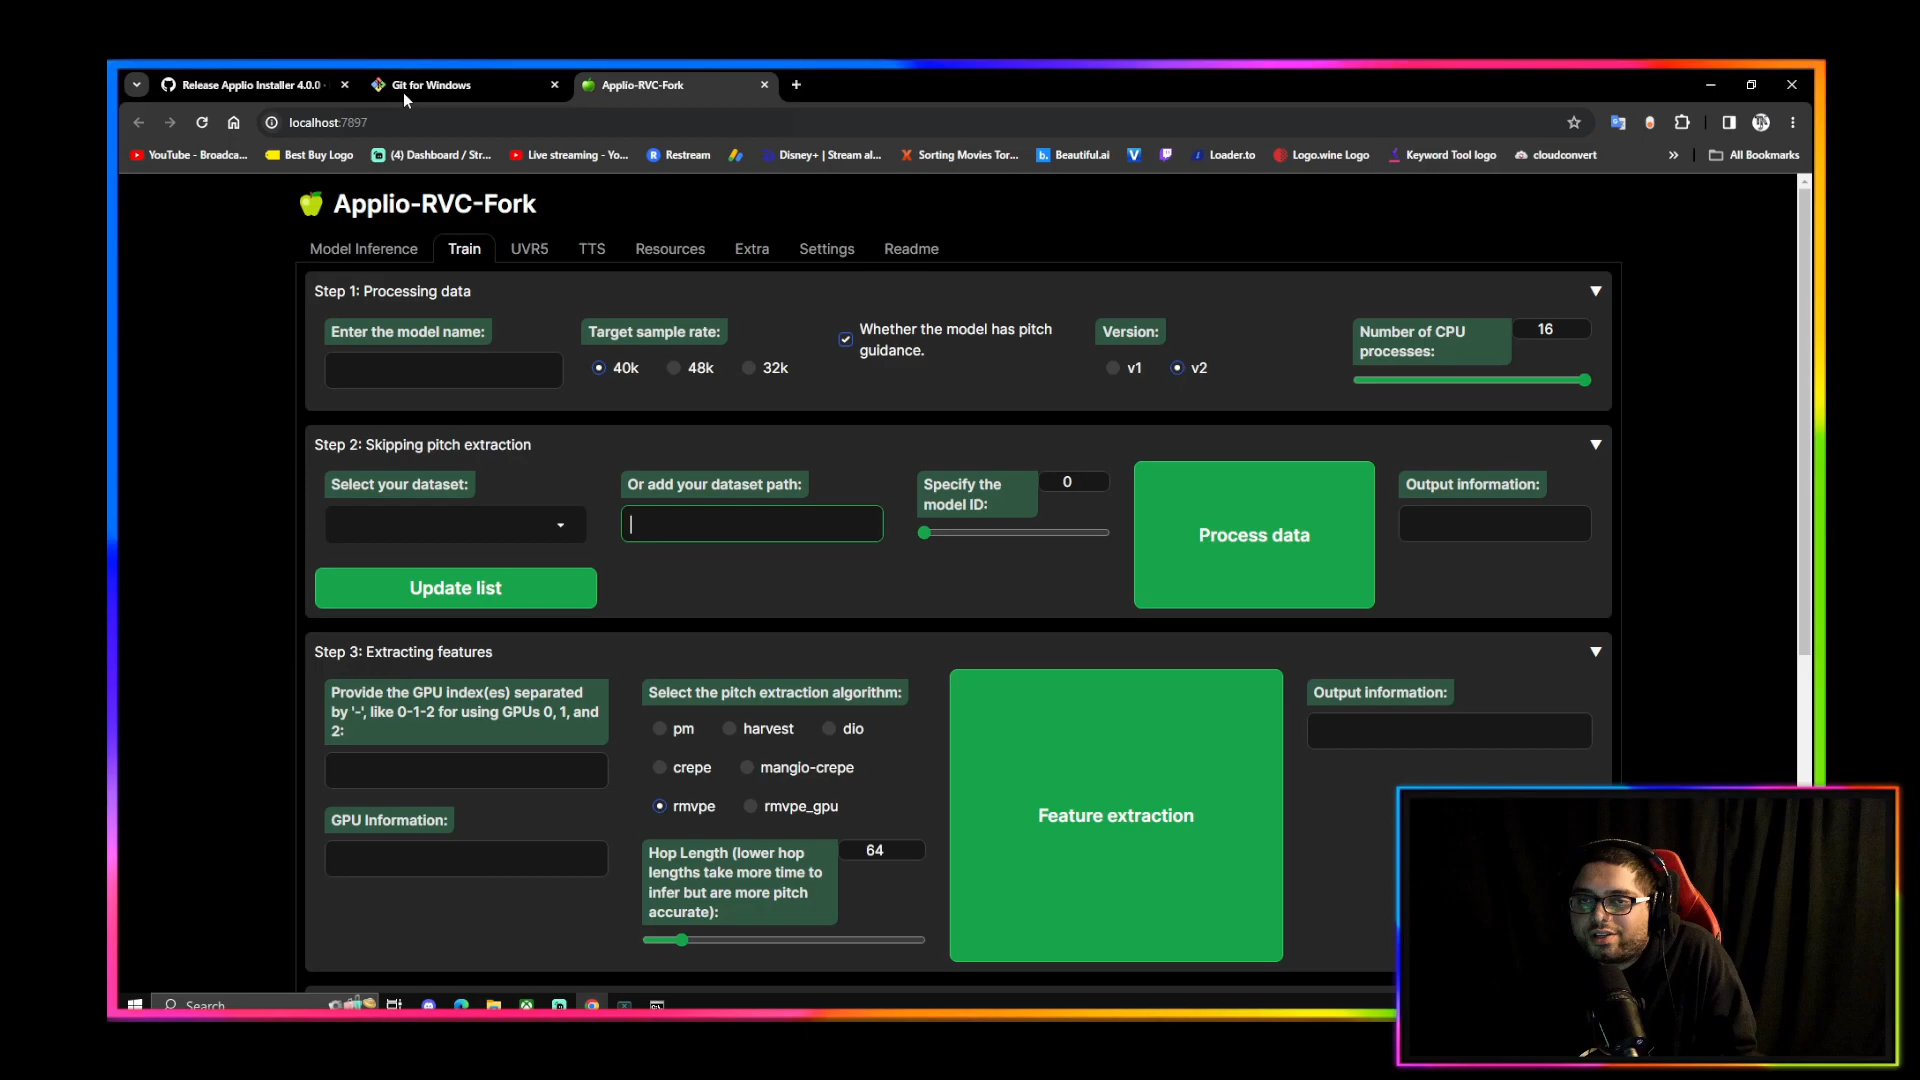 Release Applio Installer 4.0.0 ·
Git for Windows
Applio-RVC-Fork
localhost:7897
YouTube - Broadca...
Best Buy Logo
(4) Dashboard / Str...
Live streaming - Yo...
Restream
Disney+ | Stream al...
Sorting Movies Tor...
Beautiful.ai
Loader.to
Logo.wine Logo
Keyword Tool logo
cloudconvert
»
All Bookmarks
Applio-RVC-Fork
Model Inference
Train
UVR5
TTS
Resources
Extra
Settings
Readme
Step 1: Processing data
Enter the model name:
Target sample rate:
40k
48k
32k
Whether the model has pitch
guidance.
Version:
v1
v2
Number of CPU
processes:
16
Step 2: Skipping pitch extraction
Select your dataset:
Update list
Or add your dataset path:
Specify the
model ID:
0
Process data
Output information:
Step 3: Extracting features
Provide the GPU index(es) separated
by '-', like 0-1-2 for using GPUs 0, 1, and
2:
GPU Information:
Select the pitch extraction algorithm:
pm
harvest
dio
crepe
mangio-crepe
rmvpe
rmvpe_gpu
Hop Length (lower hop
lengths take more time to
infer but are more pitch
accurate):
64
Feature extraction
Output information:
Search